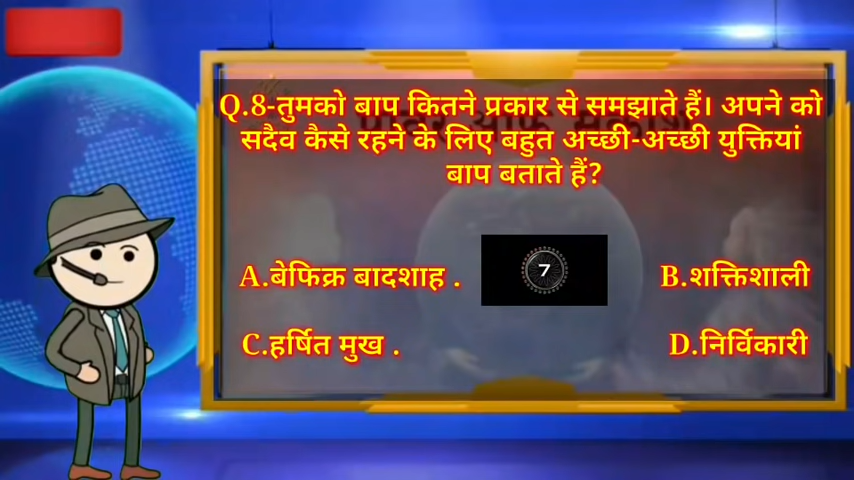 Q.8-तुमको बाप कितने प्रकार से समझाते हैं। अपने को
सदैव कैसे रहने के लिए बहुत अच्छी-अच्छी युक्तियां
बाप बताते हैं?
A.बेफिक्र बादशाह .
7
B.शक्तिशाली
C.हर्षित मुख .
D.निर्विकारी